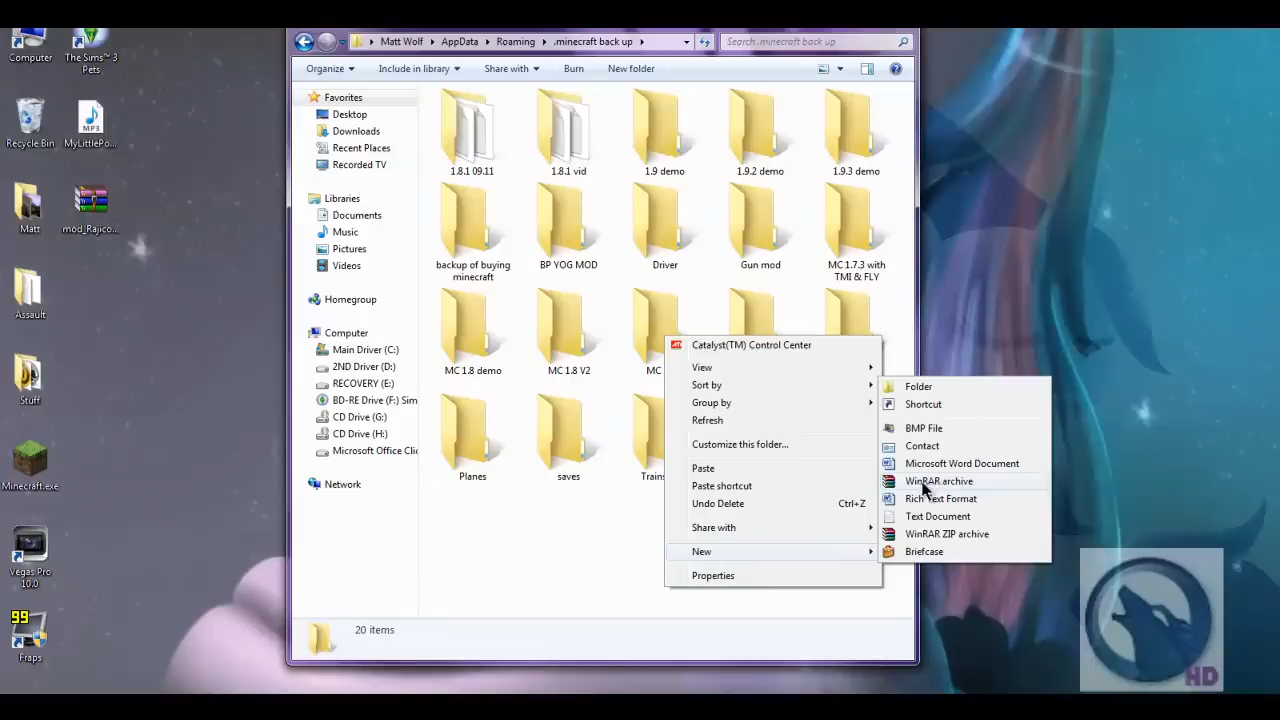 Computer
The Sims™ 3
Pets
Recycle Bin
MyLittlePo...
Matt
mod_Rajico...
Assault
Stuff
Minecraft.exe
Vegas Pro
10.0
99
Fraps
Matt Wolf
AppData
Roaming
.minecraft back up
Search .minecraft back up
Organize
Include in library
Share with
Burn
New folder
Favorites
Desktop
Downloads
Recent Places
Recorded TV
Libraries
Documents
Music
Pictures
Videos
Homegroup
Computer
Main Driver (C:)
2ND Driver (D:)
RECOVERY (E:)
BD-RE Drive (F:) Sim
CD Drive (G:)
CD Drive (H:)
Microsoft Office Clic
Network
1.8.1 09.11
1.8.1 vid
1.9 demo
1.9.2 demo
1.9.3 demo
backup of buying
minecraft
BP YOG MOD
Driver
Gun mod
MC 1.7.3 with
TMI & FLY
MC 1.8 demo
MC 1.8 V2
MC
Planes
saves
Trains
20 items
ATI
Catalyst(TM) Control Center
View
Sort by
Group by
Refresh
Customize this folder...
Paste
Paste shortcut
Undo Delete Ctrl+Z
Share with
New
Properties
Folder
Shortcut
BMP File
Contact
Microsoft Word Document
WinRAR archive
Rich Text Format
Text Document
WinRAR ZIP archive
Briefcase
HD